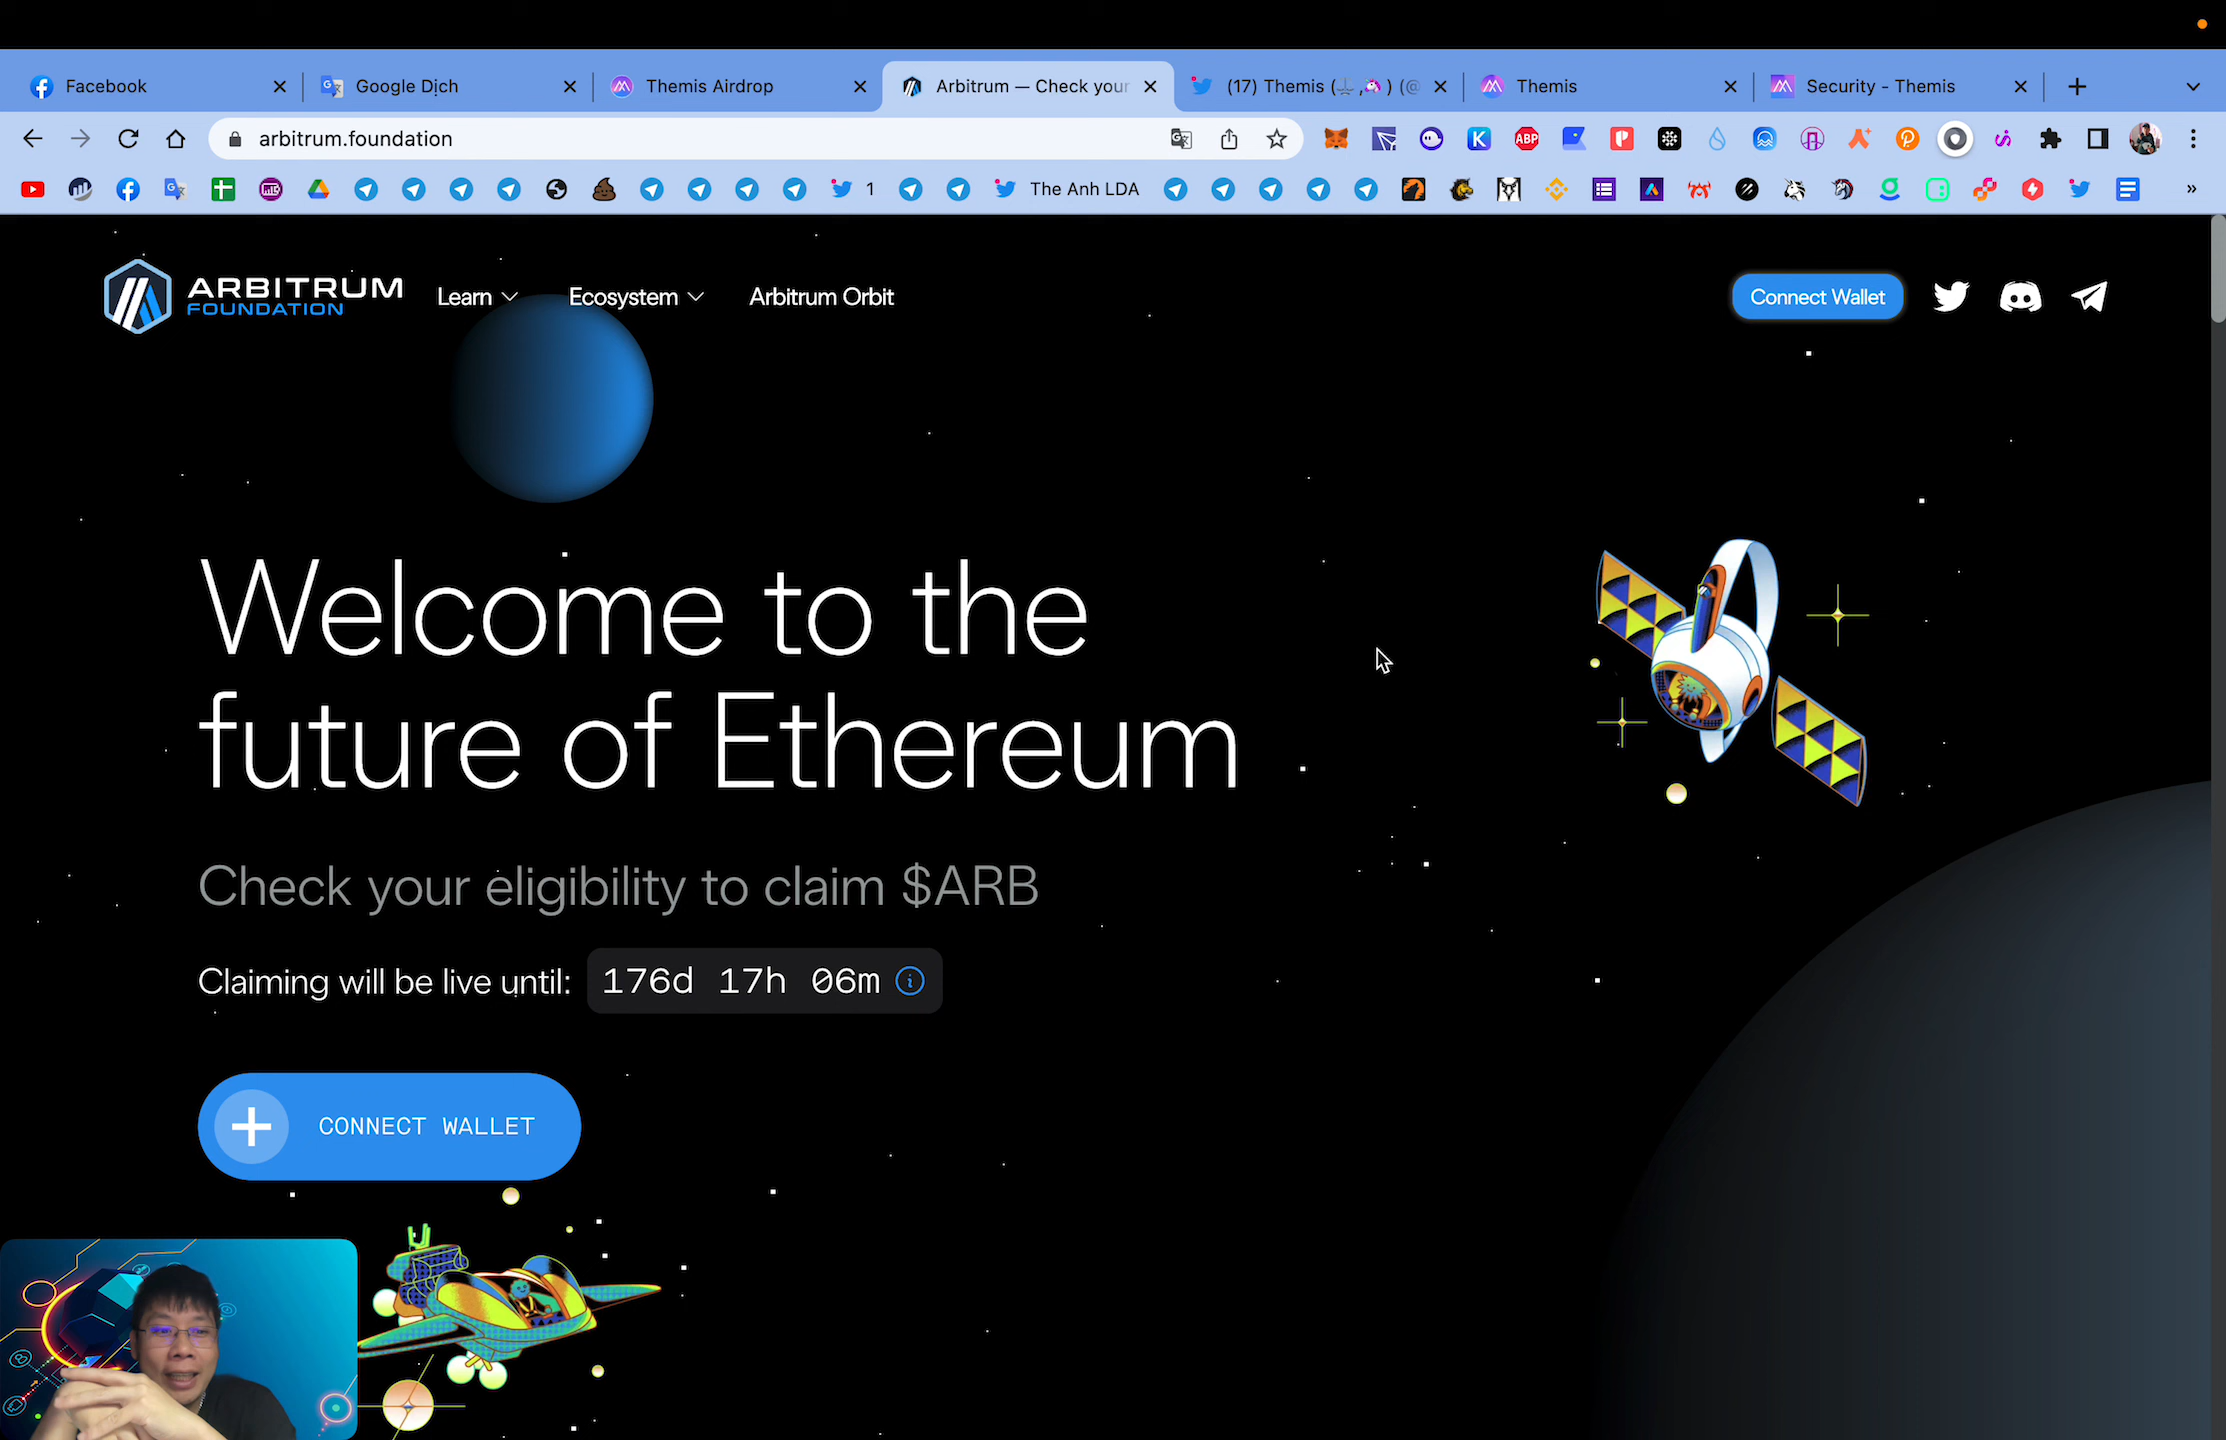 Facebook
Google Dịch
Themis Airdrop
Arbitrum — Check your
(17) Themis (
) (@
Themis
Security - Themis
arbitrum.foundation
ABP
1
The Anh LDA
ARBITRUM
FOUNDATION
Learn
Ecosystem
Arbitrum Orbit
Connect Wallet
Welcome to the
future of Ethereum
Check your eligibility to claim $ARB
Claiming will be live until:
176d 17h 06m
CONNECT WALLET